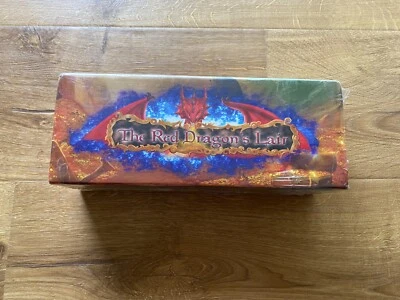 The Red Dragon's Lair